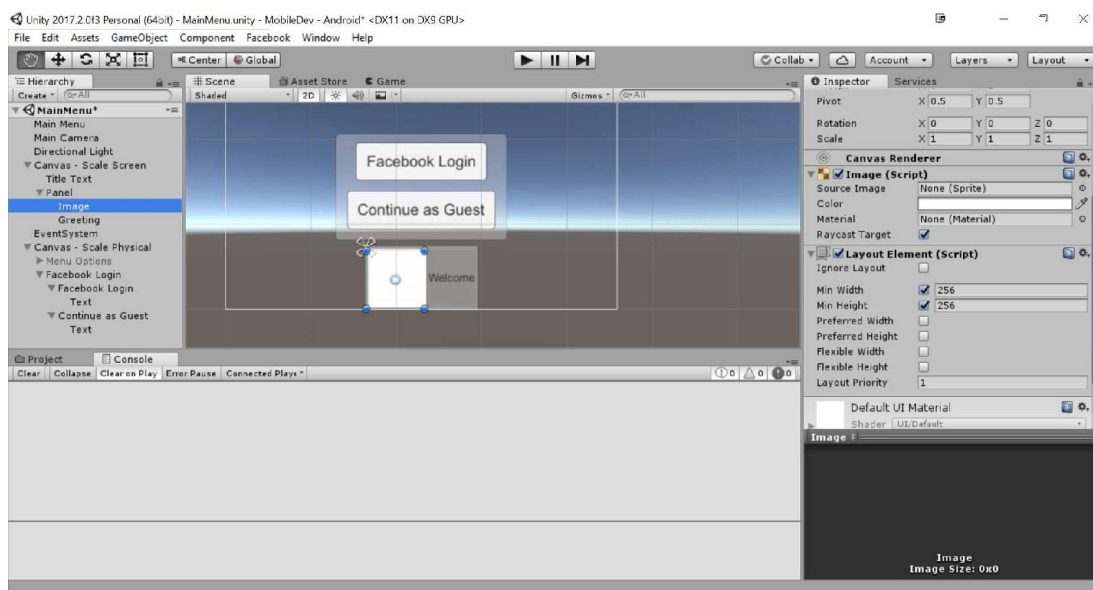 Unity 2017.2.0f3 Personal (64bit) - MainMenu.unity - MobileDev - Android* <DX11 on DX9 GPU>
File Edit Assets GameObject Component Facebook Window Help
Center Global Collab Account Layers Layout
Hierarchy
Create All
MainMenu*
Main Menu
Main Camera
Directional Light
Canvas - Scale Screen
Title Text
Panel
Image
Greeting
EventSystem
Canvas - Scale Physical
Menu Options
Facebook Login
Facebook Login
Text
Continue as Guest
Text
Scene Asset Store Game
Shaded 2D Gizmos All
Facebook Login
Continue as Guest
Welcome
Project Console
Clear Collapse Clear on Play Error Pause Connected Playe 0 0 0
Inspector Services
Pivot X 0.5 Y 0.5
Rotation X 0 Y 0 Z 0
Scale X 1 Y 1 Z 1
Canvas Renderer
Image (Script)
Source Image None (Sprite)
Color
Material None (Material)
Raycast Target
Layout Element (Script)
Ignore Layout
Min Width 256
Min Height 256
Preferred Width
Preferred Height
Flexible Width
Flexible Height
Layout Priority 1
Default UI Material
Shader UI/Default
Image
Image
Image Size: 0x0